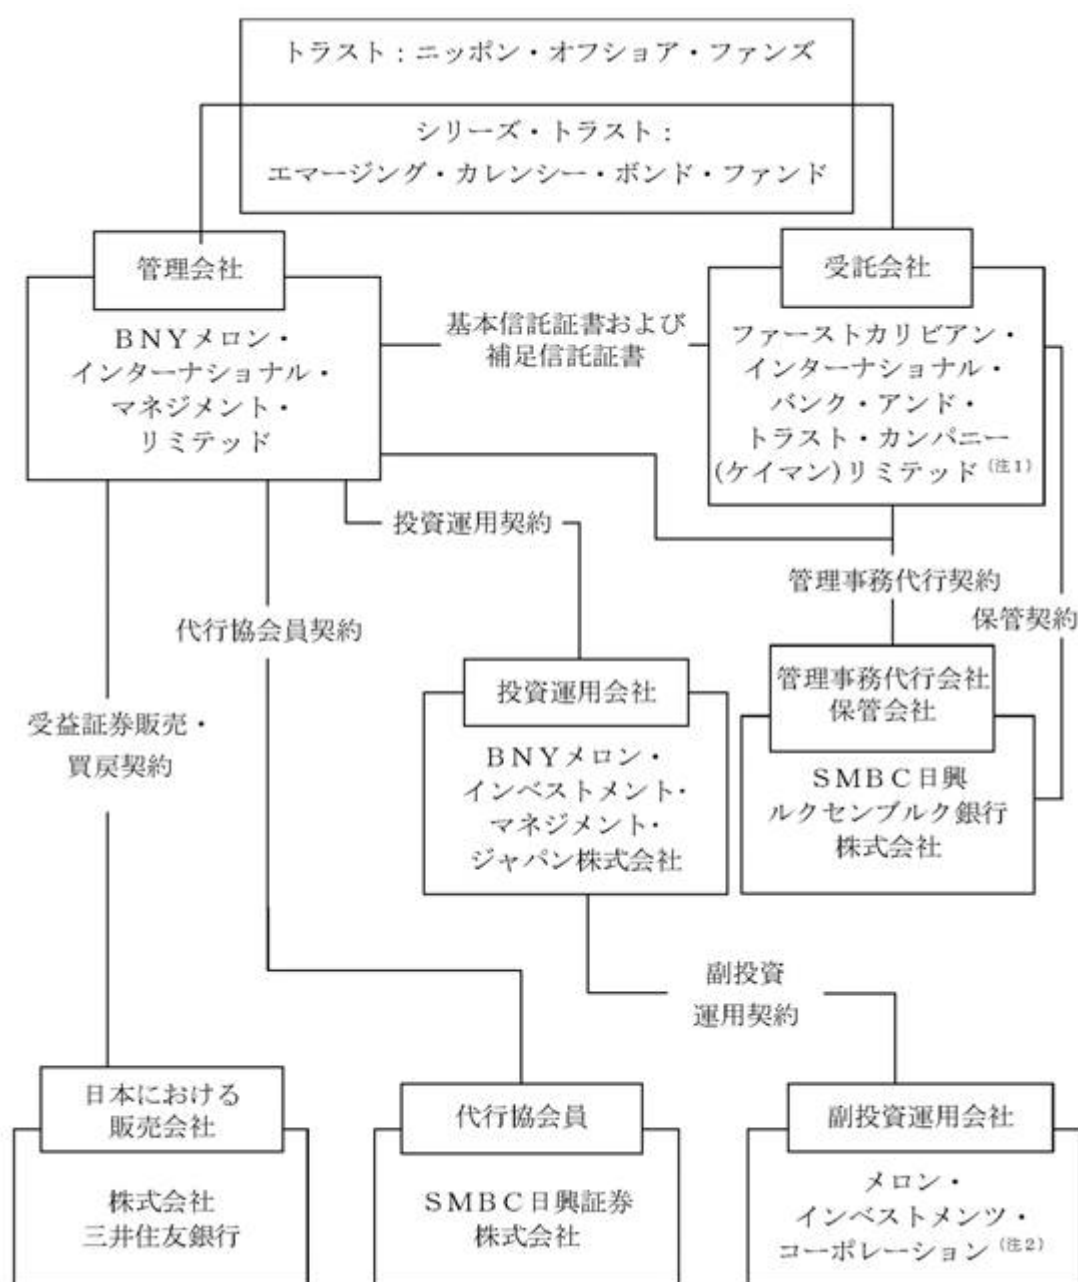 トラスト：ニッポン・オフショア・ファンズ
シリーズ・トラスト：
エマージング・カレンシー・ボンド・ファンド
管理会社
ＢＮＹメロン・
インターナショナル・
マネジメント・
リミテッド
基本信託証書および
補足信託証書
受託会社
ファーストカリビアン・
インターナショナル・
バンク・アンド・
トラスト・カンパニー
(ケイマン)リミテッド（注1）
投資運用契約
管理事務代行契約
保管契約
代行協会員契約
受益証券販売・
買戻契約
投資運用会社
ＢＮＹメロン・
インベストメント・
マネジメント・
ジャパン株式会社
管理事務代行会社
保管会社
ＳＭＢＣ日興
ルクセンブルク銀行
株式会社
副投資
運用契約
日本における
販売会社
株式会社
三井住友銀行
代行協会員
ＳＭＢＣ日興証券
株式会社
副投資運用会社
メロン・
インベストメンツ・
コーポレーション（注2）